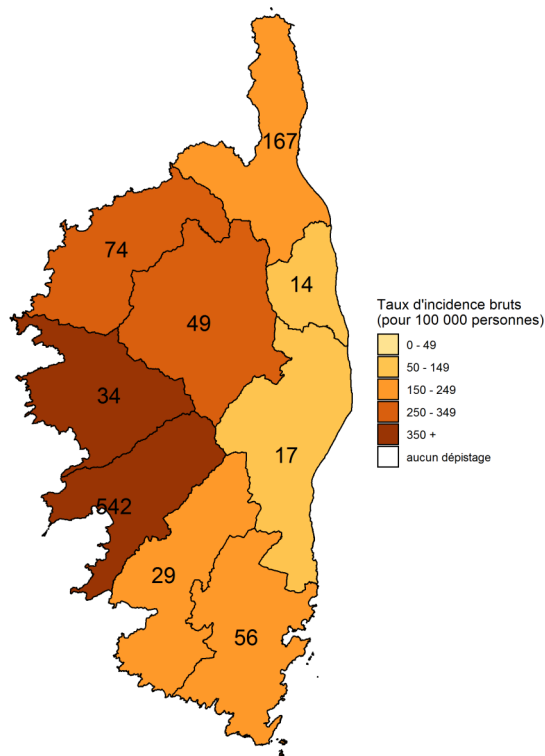 167
74
14
49
34
17
542
29
56
Taux d'incidence bruts
(pour 100 000 personnes)
0 - 49
50 - 149
150 - 249
250 - 349
350 +
aucun dépistage